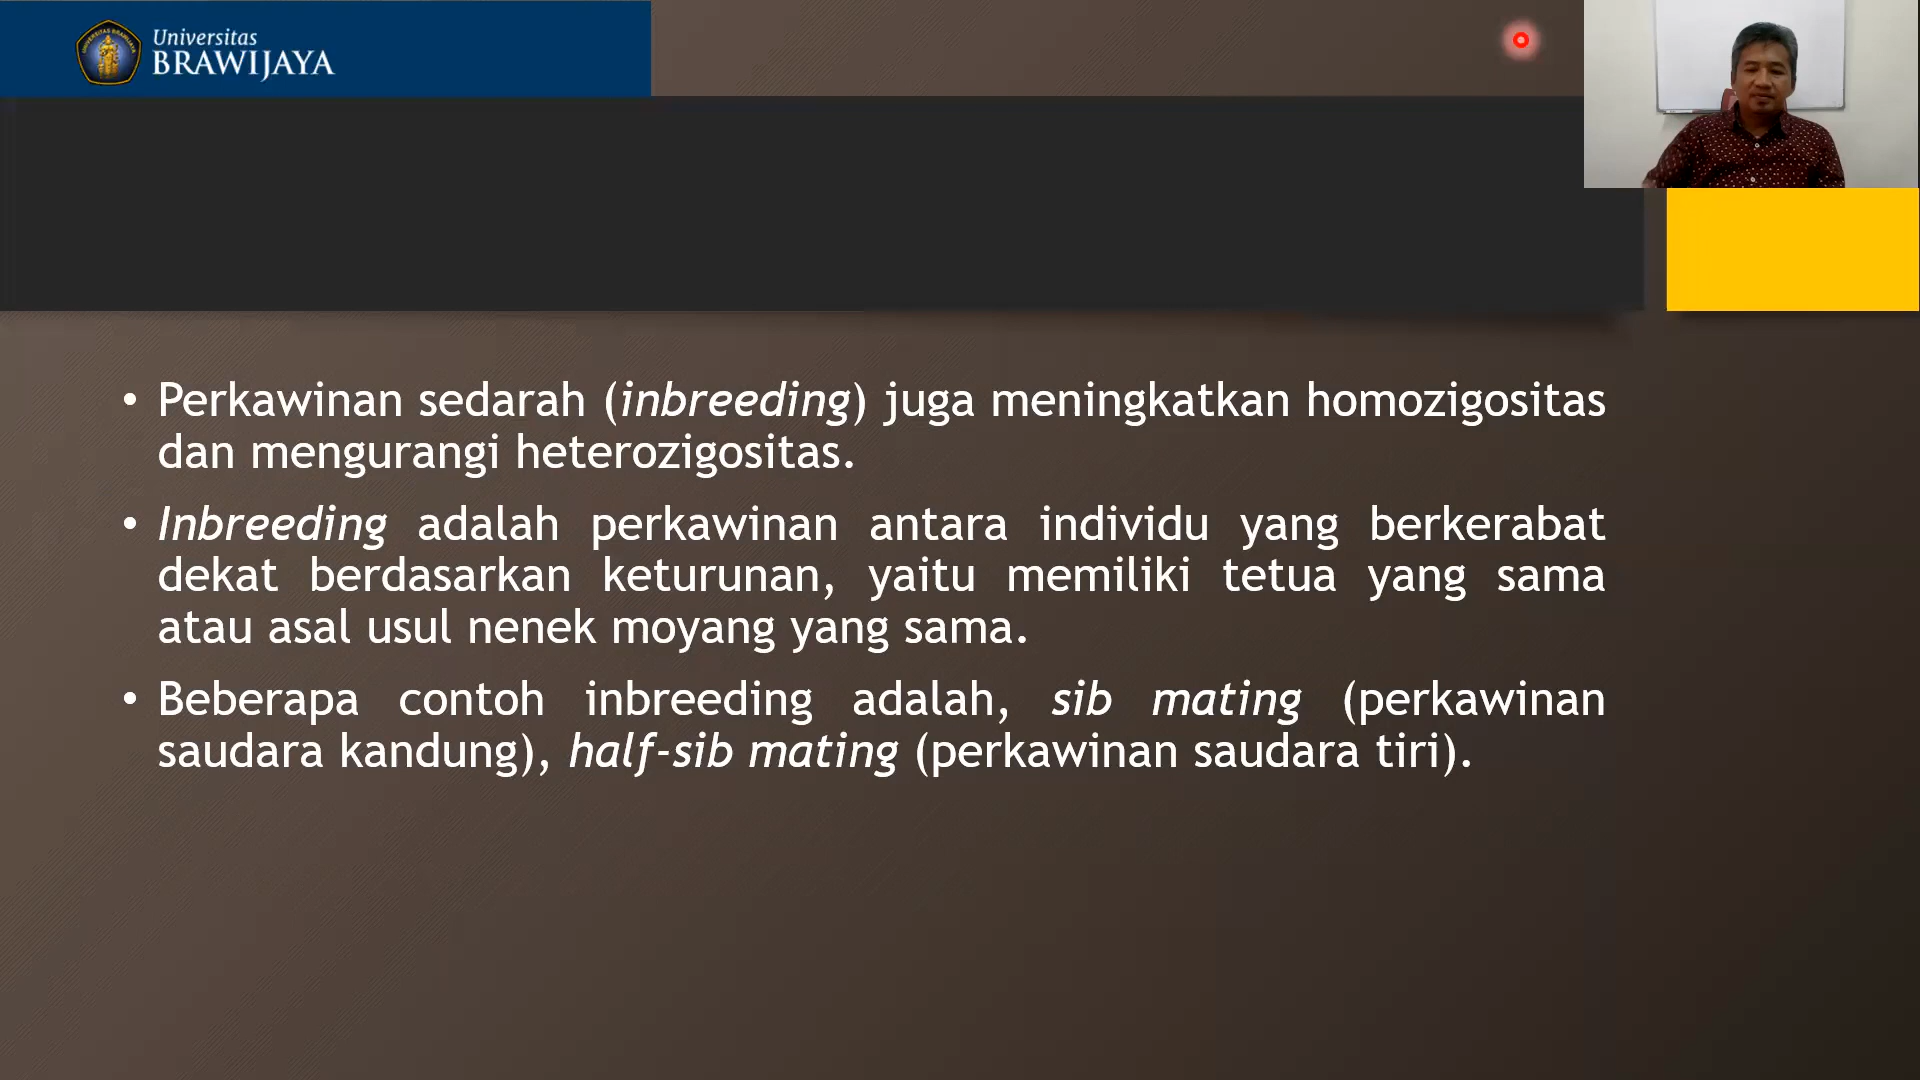 Universitas
BRAWIJAYA
• Perkawinan sedarah (inbreeding) juga meningkatkan homozigositas
dan mengurangi heterozigositas.
• Inbreeding adalah perkawinan antara individu yang berkerabat
dekat berdasarkan keturunan, yaitu memiliki tetua yang sama
atau asal usul nenek moyang yang sama.
• Beberapa contoh inbreeding adalah, sib mating (perkawinan
saudara kandung), half-sib mating (perkawinan saudara tiri).